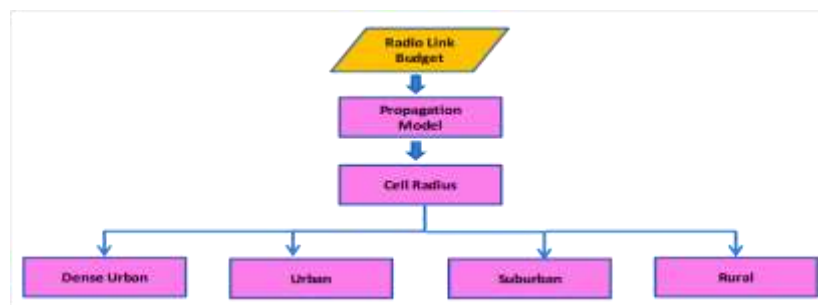 Radio Link
Budget
Propagation
Model
Cell Radius
Dense Urban
Urban
Suburban
Rural